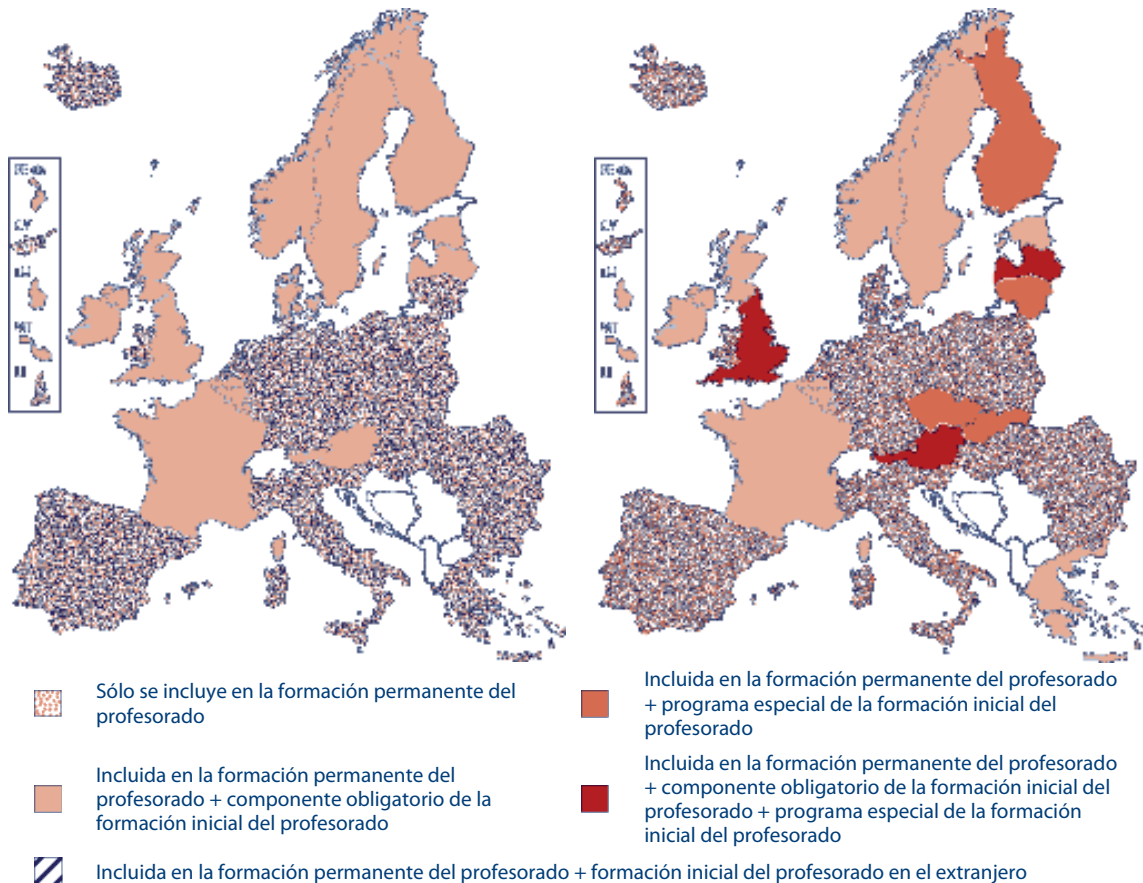 CY
Sólo se incluye en la formación permanente del
profesorado
Incluida en la formación permanente del
profesorado + componente obligatorio de la
formación inicial del profesorado
Incluida en la formación permanente del profesorado
+ programa especial de la formación inicial del
profesorado
Incluida en la formación permanente del profesorado
+ componente obligatorio de la formación inicial del
profesorado + programa especial de la formación
inicial del profesorado
Incluida en la formación permanente del profesorado + formación inicial del profesorado en el extranjero